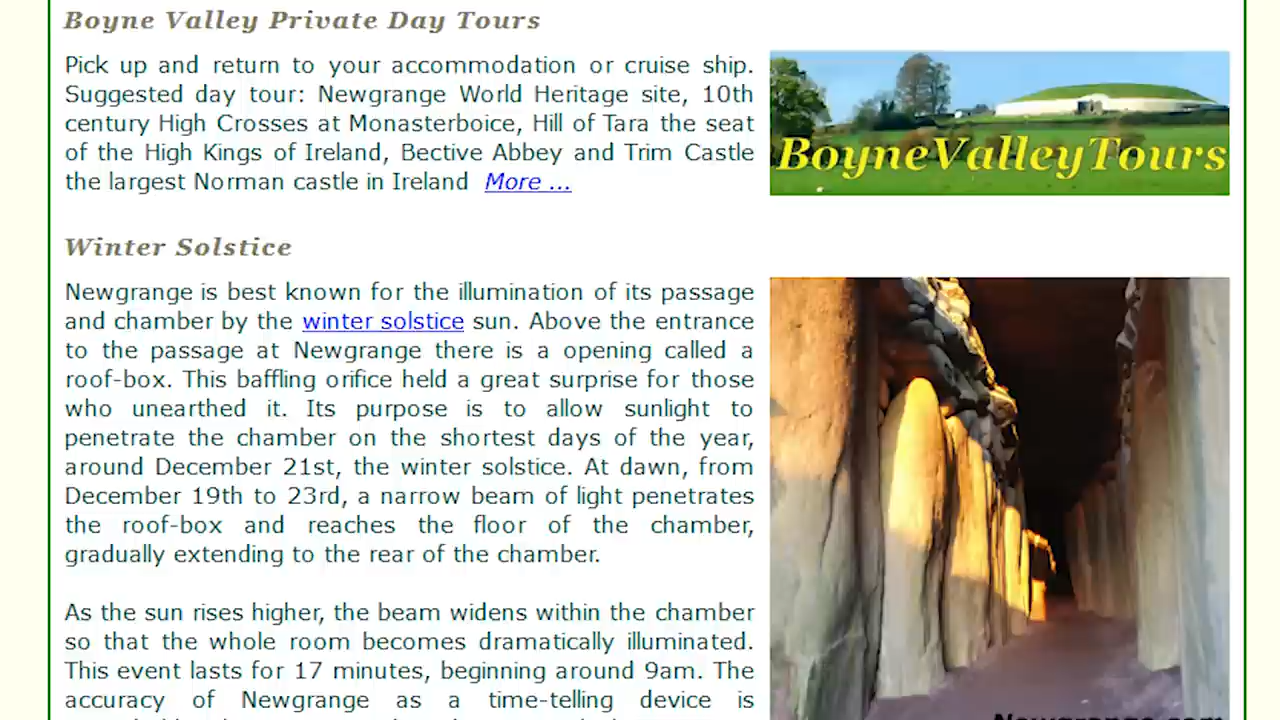 Boyne Valley Private Day Tours
Pick up and return to your accommodation or cruise ship.
Suggested day tour: Newgrange World Heritage site, 10th
century High Crosses at Monasterboice, Hill of Tara the seat
of the High Kings of Ireland, Bective Abbey and Trim Castle
the largest Norman castle in Ireland More ...
BoyneValleyTours
Winter Solstice
Newgrange is best known for the illumination of its passage
and chamber by the winter solstice sun. Above the entrance
to the passage at Newgrange there is a opening called a
roof-box. This baffling orifice held a great surprise for those
who unearthed it. Its purpose is to allow sunlight to
penetrate the chamber on the shortest days of the year,
around December 21st, the winter solstice. At dawn, from
December 19th to 23rd, a narrow beam of light penetrates
the roof-box and reaches the floor of the chamber,
gradually extending to the rear of the chamber.
As the sun rises higher, the beam widens within the chamber
so that the whole room becomes dramatically illuminated.
This event lasts for 17 minutes, beginning around 9am. The
accuracy of Newgrange as a time-telling device is
Newgrange.com